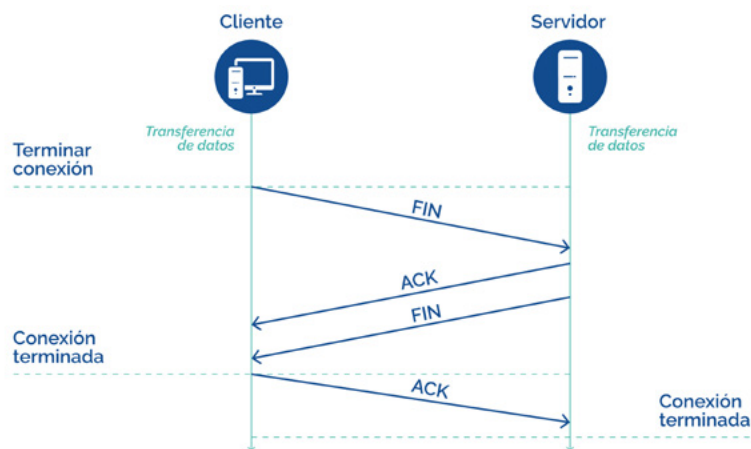 Cliente
Servidor
Transferencia
de datos
Transferencia
de datos
Terminar
conexión
FIN
ACK
FIN
Conexión
terminada
ACK
Conexión
terminada